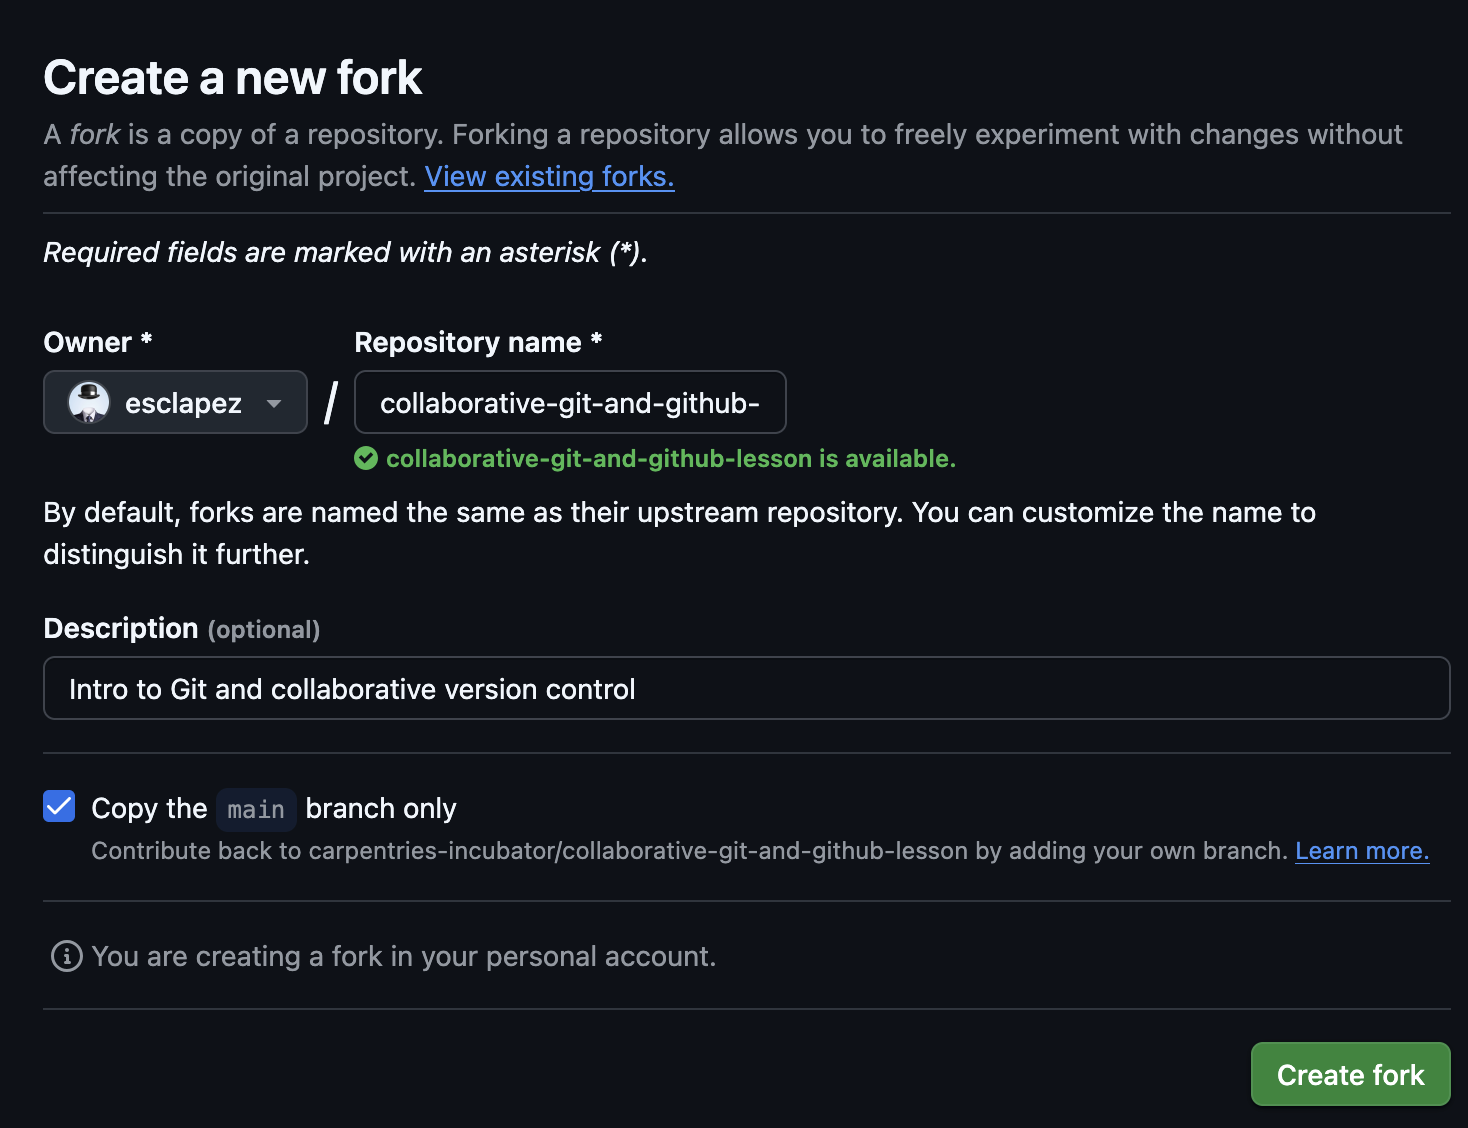 Create a new fork
A fork is a copy of a repository. Forking a repository allows you to freely experiment with changes without
affecting the original project. View existing forks.
Required fields are marked with an asterisk (*).
Owner *
Repository name *
esclapez
/
collaborative-git-and-github-
collaborative-git-and-github-lesson is available.
By default, forks are named the same as their upstream repository. You can customize the name to
distinguish it further.
Description (optional)
Intro to Git and collaborative version control
Copy the main branch only
Contribute back to carpentries-incubator/collaborative-git-and-github-lesson by adding your own branch. Learn more.
You are creating a fork in your personal account.
Create fork